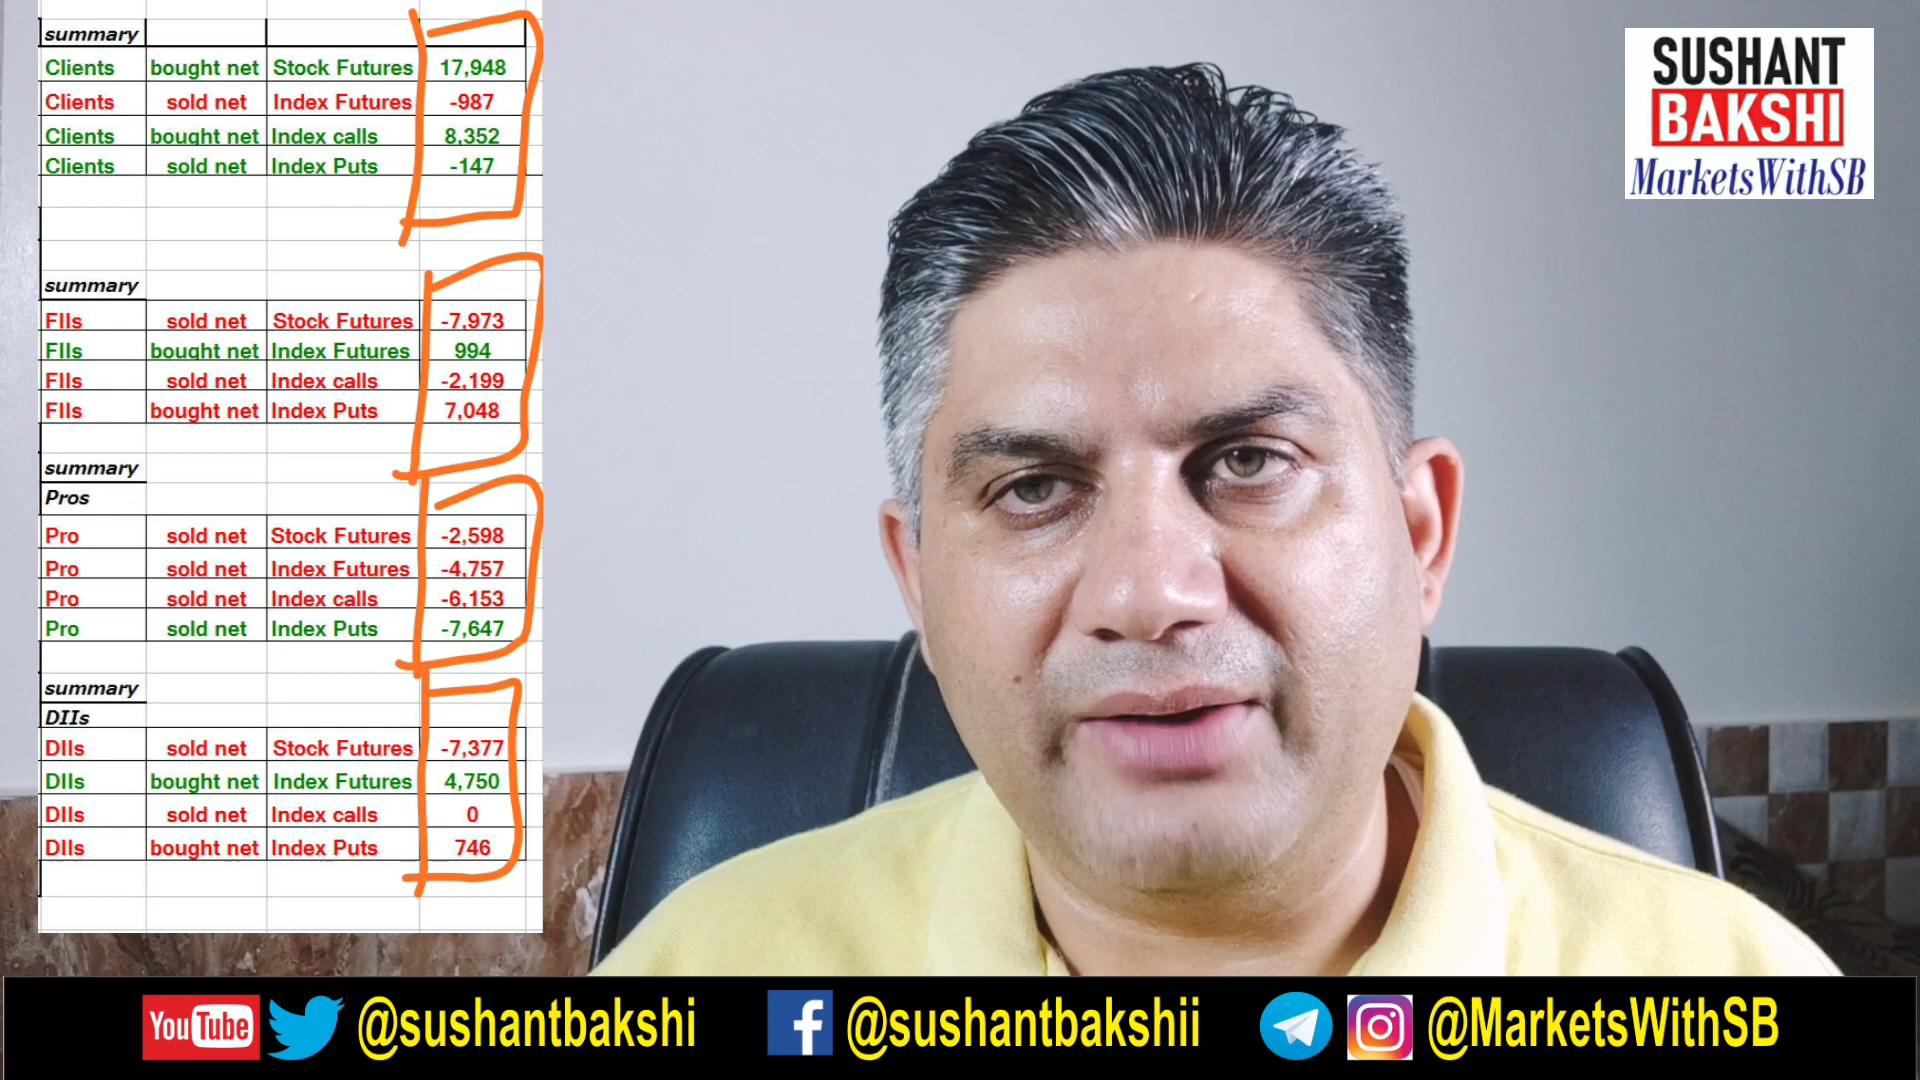 summary
Clients bought net Stock Futures 17,948
Clients sold net Index Futures -987
Clients bought net Index calls 8,352
Clients sold net Index Puts -147
summary
FIIs sold net Stock Futures -7,973
FIIs bought net Index Futures 994
FIIs sold net Index calls -2,199
FIIs bought net Index Puts 7,048
summary
Pros
Pro sold net Stock Futures -2,598
Pro sold net Index Futures -4,757
Pro sold net Index calls -6,153
Pro sold net Index Puts -7,647
summary
DIIs
DIIs sold net Stock Futures -7,377
DIIs bought net Index Futures 4,750
DIIs sold net Index calls 0
DIIs bought net Index Puts 746
SUSHANT
BAKSHI
MarketsWithSB
YouTube @sushantbakshi f @sushantbakshii @MarketsWithSB